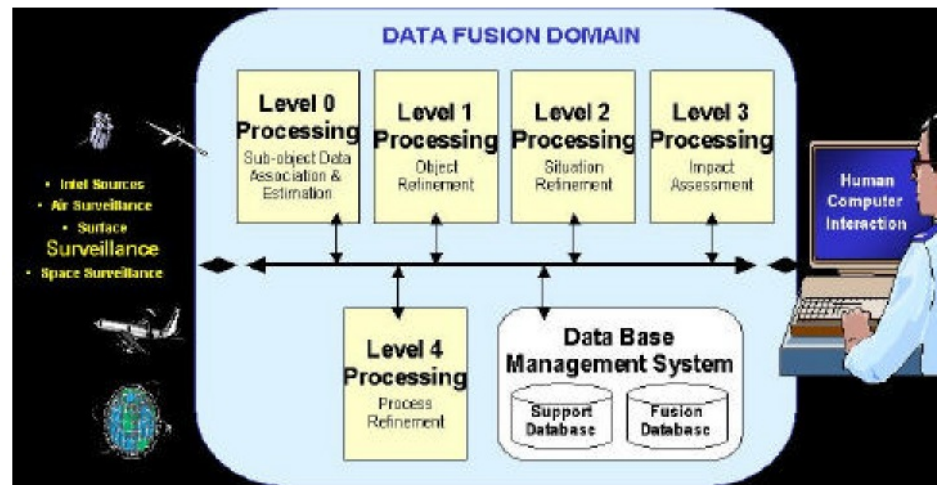 DATA FUSION DOMAIN
Level 0
Processing
Sub-object Data
Association &
Estimation
Level 1
Processing
Object
Refinement
Level 2
Processing
Situation
Refinement
Level 3
Processing
Impact
Assessment
• Intel Sources
• Air Surveillance
• Surface
Surveillance
• Space Surveillance
Human
Computer
Interaction
Level 4
Processing
Process
Refinement
Data Base
Management System
Support
Database
Fusion
Database